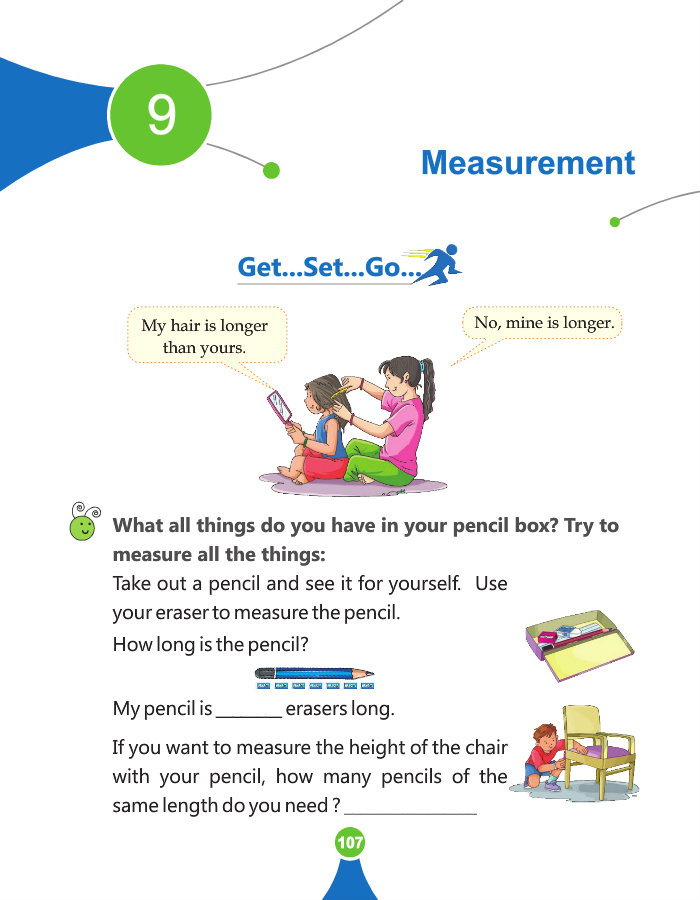 9
Measurement
Get...Set...Go...
My hair is longer
than yours.
No, mine is longer.
What all things do you have in your pencil box? Try to
measure all the things:
Take out a pencil and see it for yourself. Use
your eraser to measure the pencil.
How long is the pencil?
My pencil is ________ erasers long.
If you want to measure the height of the chair
with your pencil, how many pencils of the
same length do you need ? ________________
107